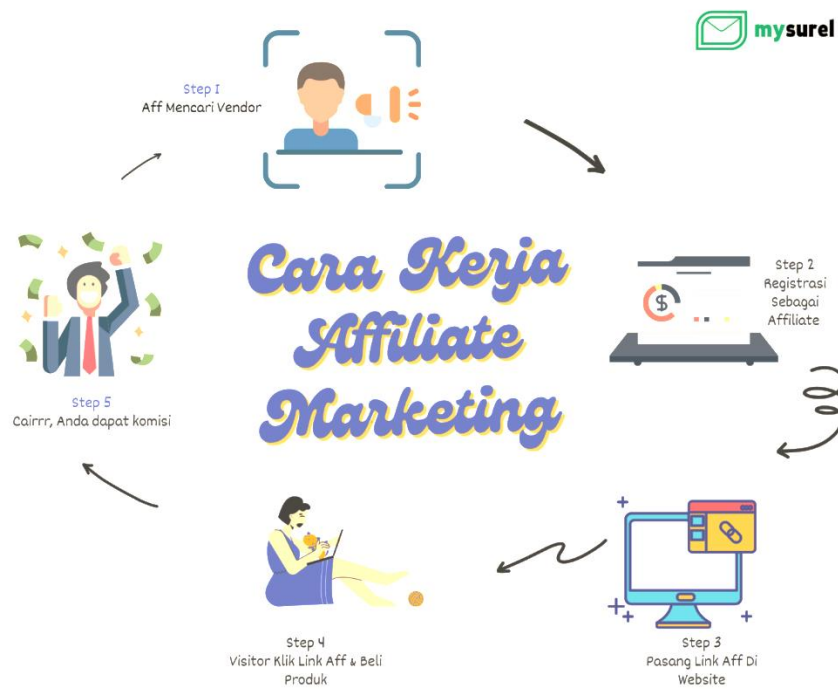 mysurel
Step 1
Aff Mencari Vendor
Cara Kerja
Affiliate
Marketing
Step 2
Registrasi
Sebagai
Affiliate
$
Step 3
Pasang Link Aff Di
Website
Step 4
Visitor Klik Link Aff & Beli
Produk
Step 5
Cairrr, Anda dapat komisi